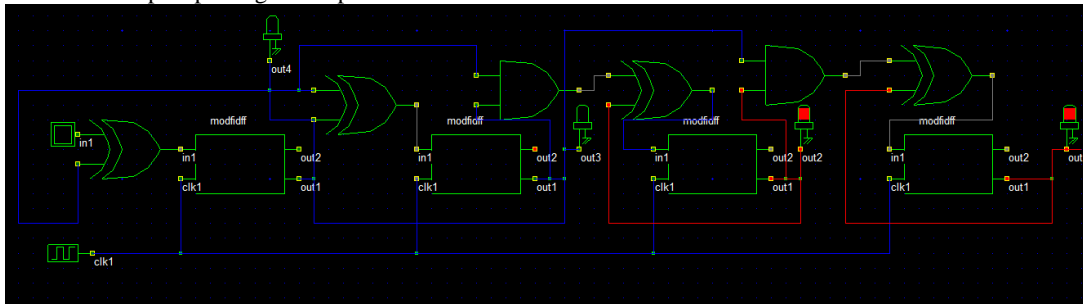 out4
modfidff modfidff modfidff modfidff
in1
in1 out2 in1 out2 out3 in1 out2 out2 in1 out2 out
clk1 out1 clk1 out1 clk1 out1 clk1 out1
clk1